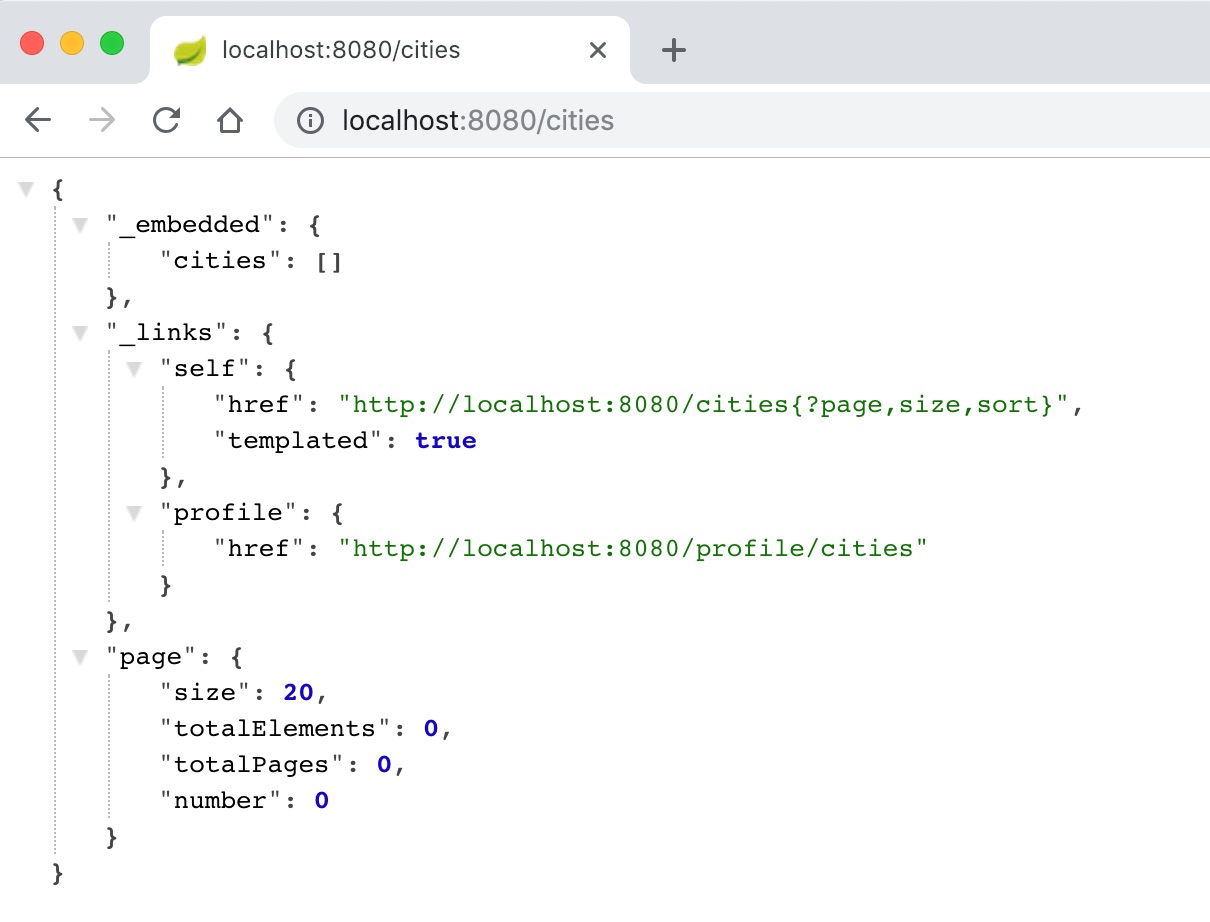 localhost:8080/cities
localhost:8080/cities
{
"_embedded": {
"cities": []
},
"_links": {
"self": {
"href": "http://localhost:8080/cities{?page,size,sort}",
"templated": true
},
"profile": {
"href": "http://localhost:8080/profile/cities"
}
},
"page": {
"size": 20,
"totalElements": 0,
"totalPages": 0,
"number": 0
}
}